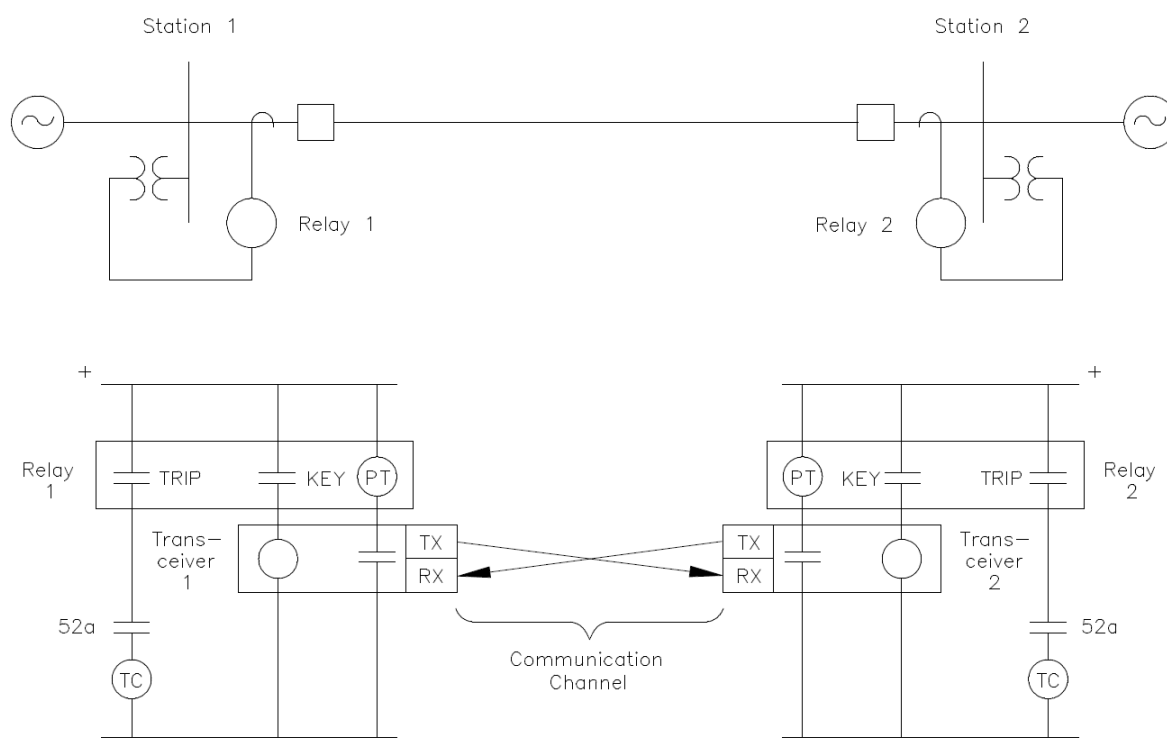 Station 1
Station 2
Relay 1
Relay 2
+
+
Relay
1
TRIP
KEY
PT
PT
KEY
TRIP
Relay
2
Trans-
ceiver
1
TX
RX
TX
RX
Trans-
ceiver
2
52a
52a
Communication
Channel
TC
TC